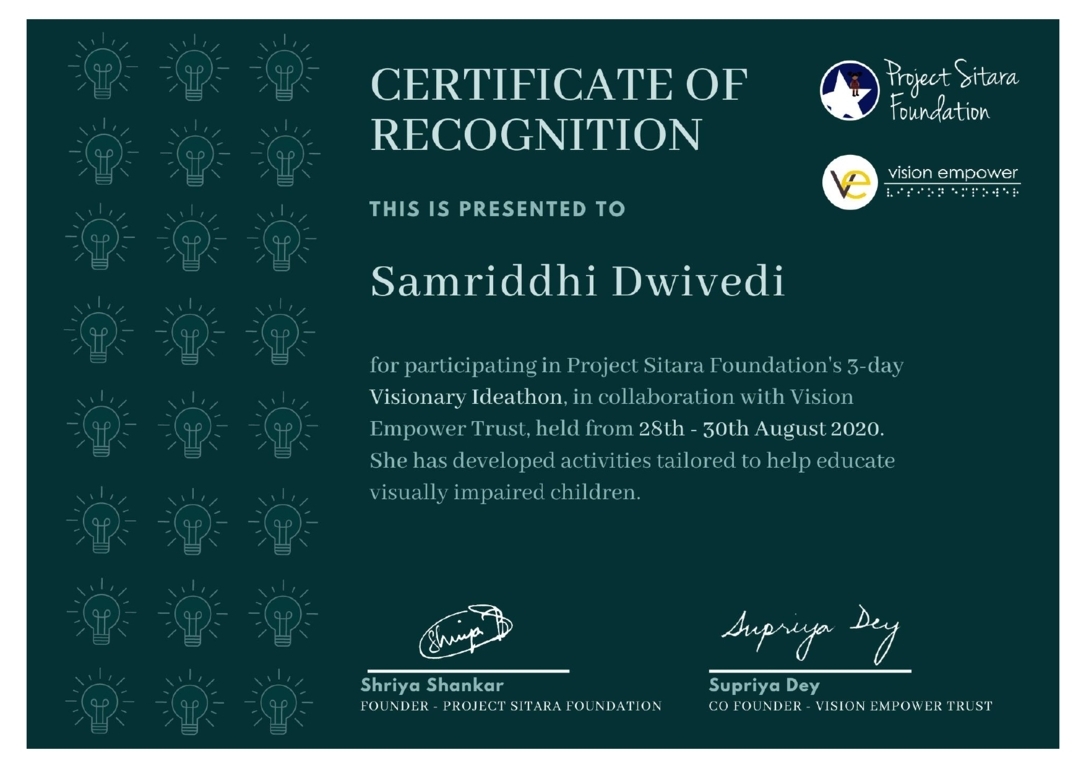 CERTIFICATE OF
RECOGNITION
Project Sitara
Foundation
vision empower
⠧⠊⠎⠊⠕⠝ ⠑⠍⠏⠕⠺⠑⠗
THIS IS PRESENTED TO
Samriddhi Dwivedi
for participating in Project Sitara Foundation's 3-day
Visionary Ideathon, in collaboration with Vision
Empower Trust, held from 28th - 30th August 2020.
She has developed activities tailored to help educate
visually impaired children.
Shriya
Supriya Dey
Shriya Shankar
FOUNDER - PROJECT SITARA FOUNDATION
Supriya Dey
CO FOUNDER - VISION EMPOWER TRUST